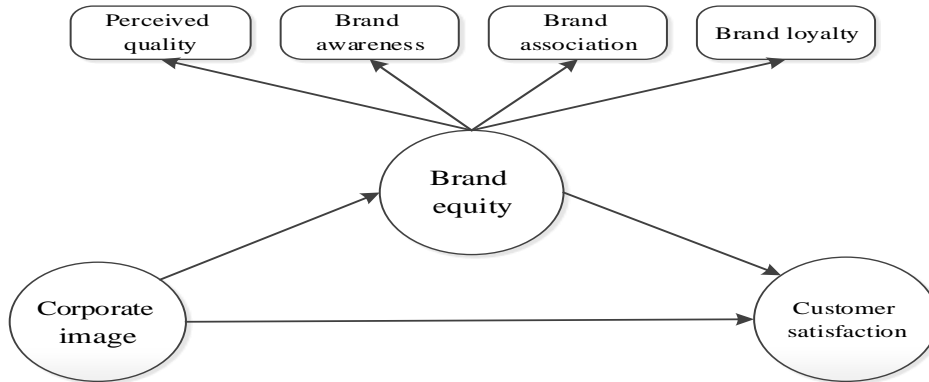 Perceived
quality
Brand
awareness
Brand
association
Brand loyalty
Brand
equity
Corporate
image
Customer
satisfaction